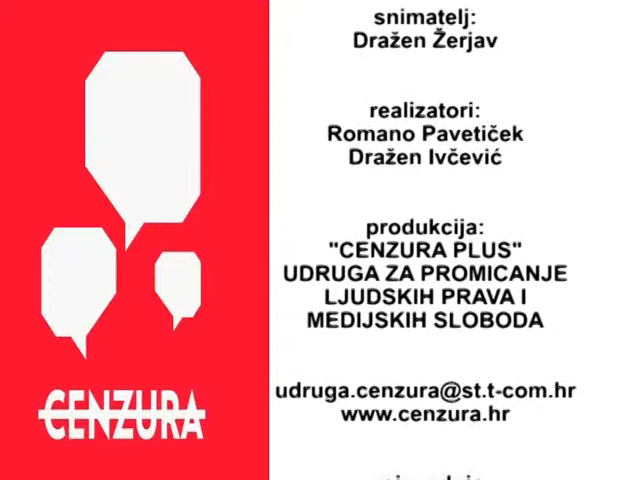 snimatelj:
Dražen Žerjav
realizatori:
Romano Pavetiček
Dražen Ivčević
produkcija:
"CENZURA PLUS"
UDRUGA ZA PROMICANJE
LJUDSKIH PRAVA I
MEDIJSKIH SLOBODA
udruga.cenzura@st.t-com.hr
www.cenzura.hr
CENZURA